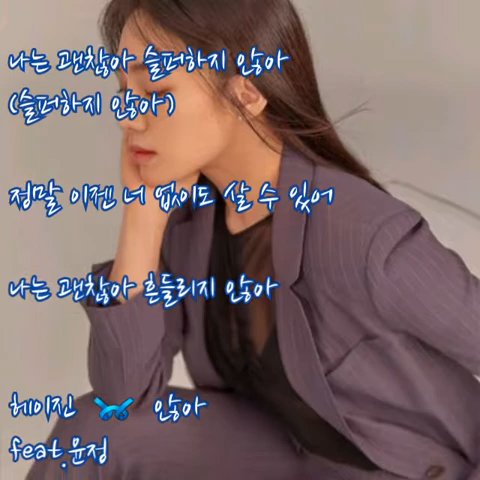 나는 괜찮아 슬퍼하지 않아
(슬퍼하지 않아)
정말 이젠 너 없이도 살 수 있어
나는 괜찮아 흔들리지 않아
헤이진 않아
feat.윤정